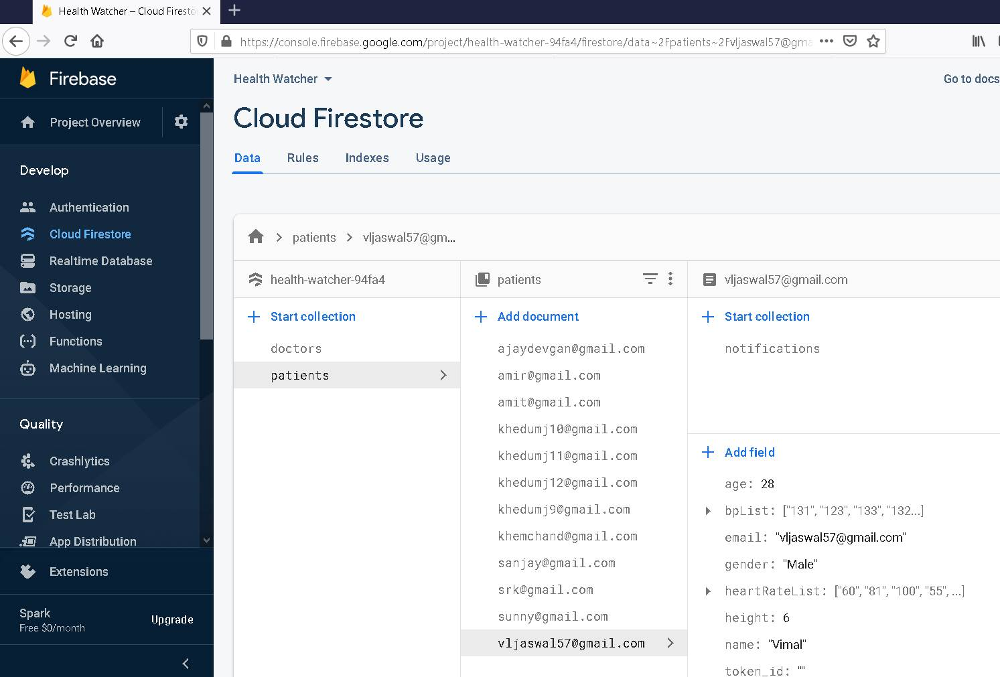 Health Watcher – Cloud Firesto
https://console.firebase.google.com/project/health-watcher-94fa4/firestore/data~2Fpatients~2Fvljaswal57@gma
Firebase
Project Overview
Develop
Authentication
Cloud Firestore
Realtime Database
Storage
Hosting
Functions
Machine Learning
Quality
Crashlytics
Performance
Test Lab
App Distribution
Extensions
Spark
Free $0/month
Upgrade
Health Watcher
Go to docs
Cloud Firestore
Data Rules Indexes Usage
patients vljaswal57@gm...
health-watcher-94fa4
Start collection
doctors
patients
patients
Add document
ajaydevgan@gmail.com
amir@gmail.com
amit@gmail.com
khedumj10@gmail.com
khedumj11@gmail.com
khedumj12@gmail.com
khedumj9@gmail.com
khemchand@gmail.com
sanjay@gmail.com
srk@gmail.com
sunny@gmail.com
vljaswal57@gmail.com
vljaswal57@gmail.com
Start collection
notifications
Add field
age: 28
bpList: ["131", "123", "133", "132...]
email: "vljaswal57@gmail.com"
gender: "Male"
heartRateList: ["60", "81", "100", "55", ...]
height: 6
name: "Vimal"
token_id: ""